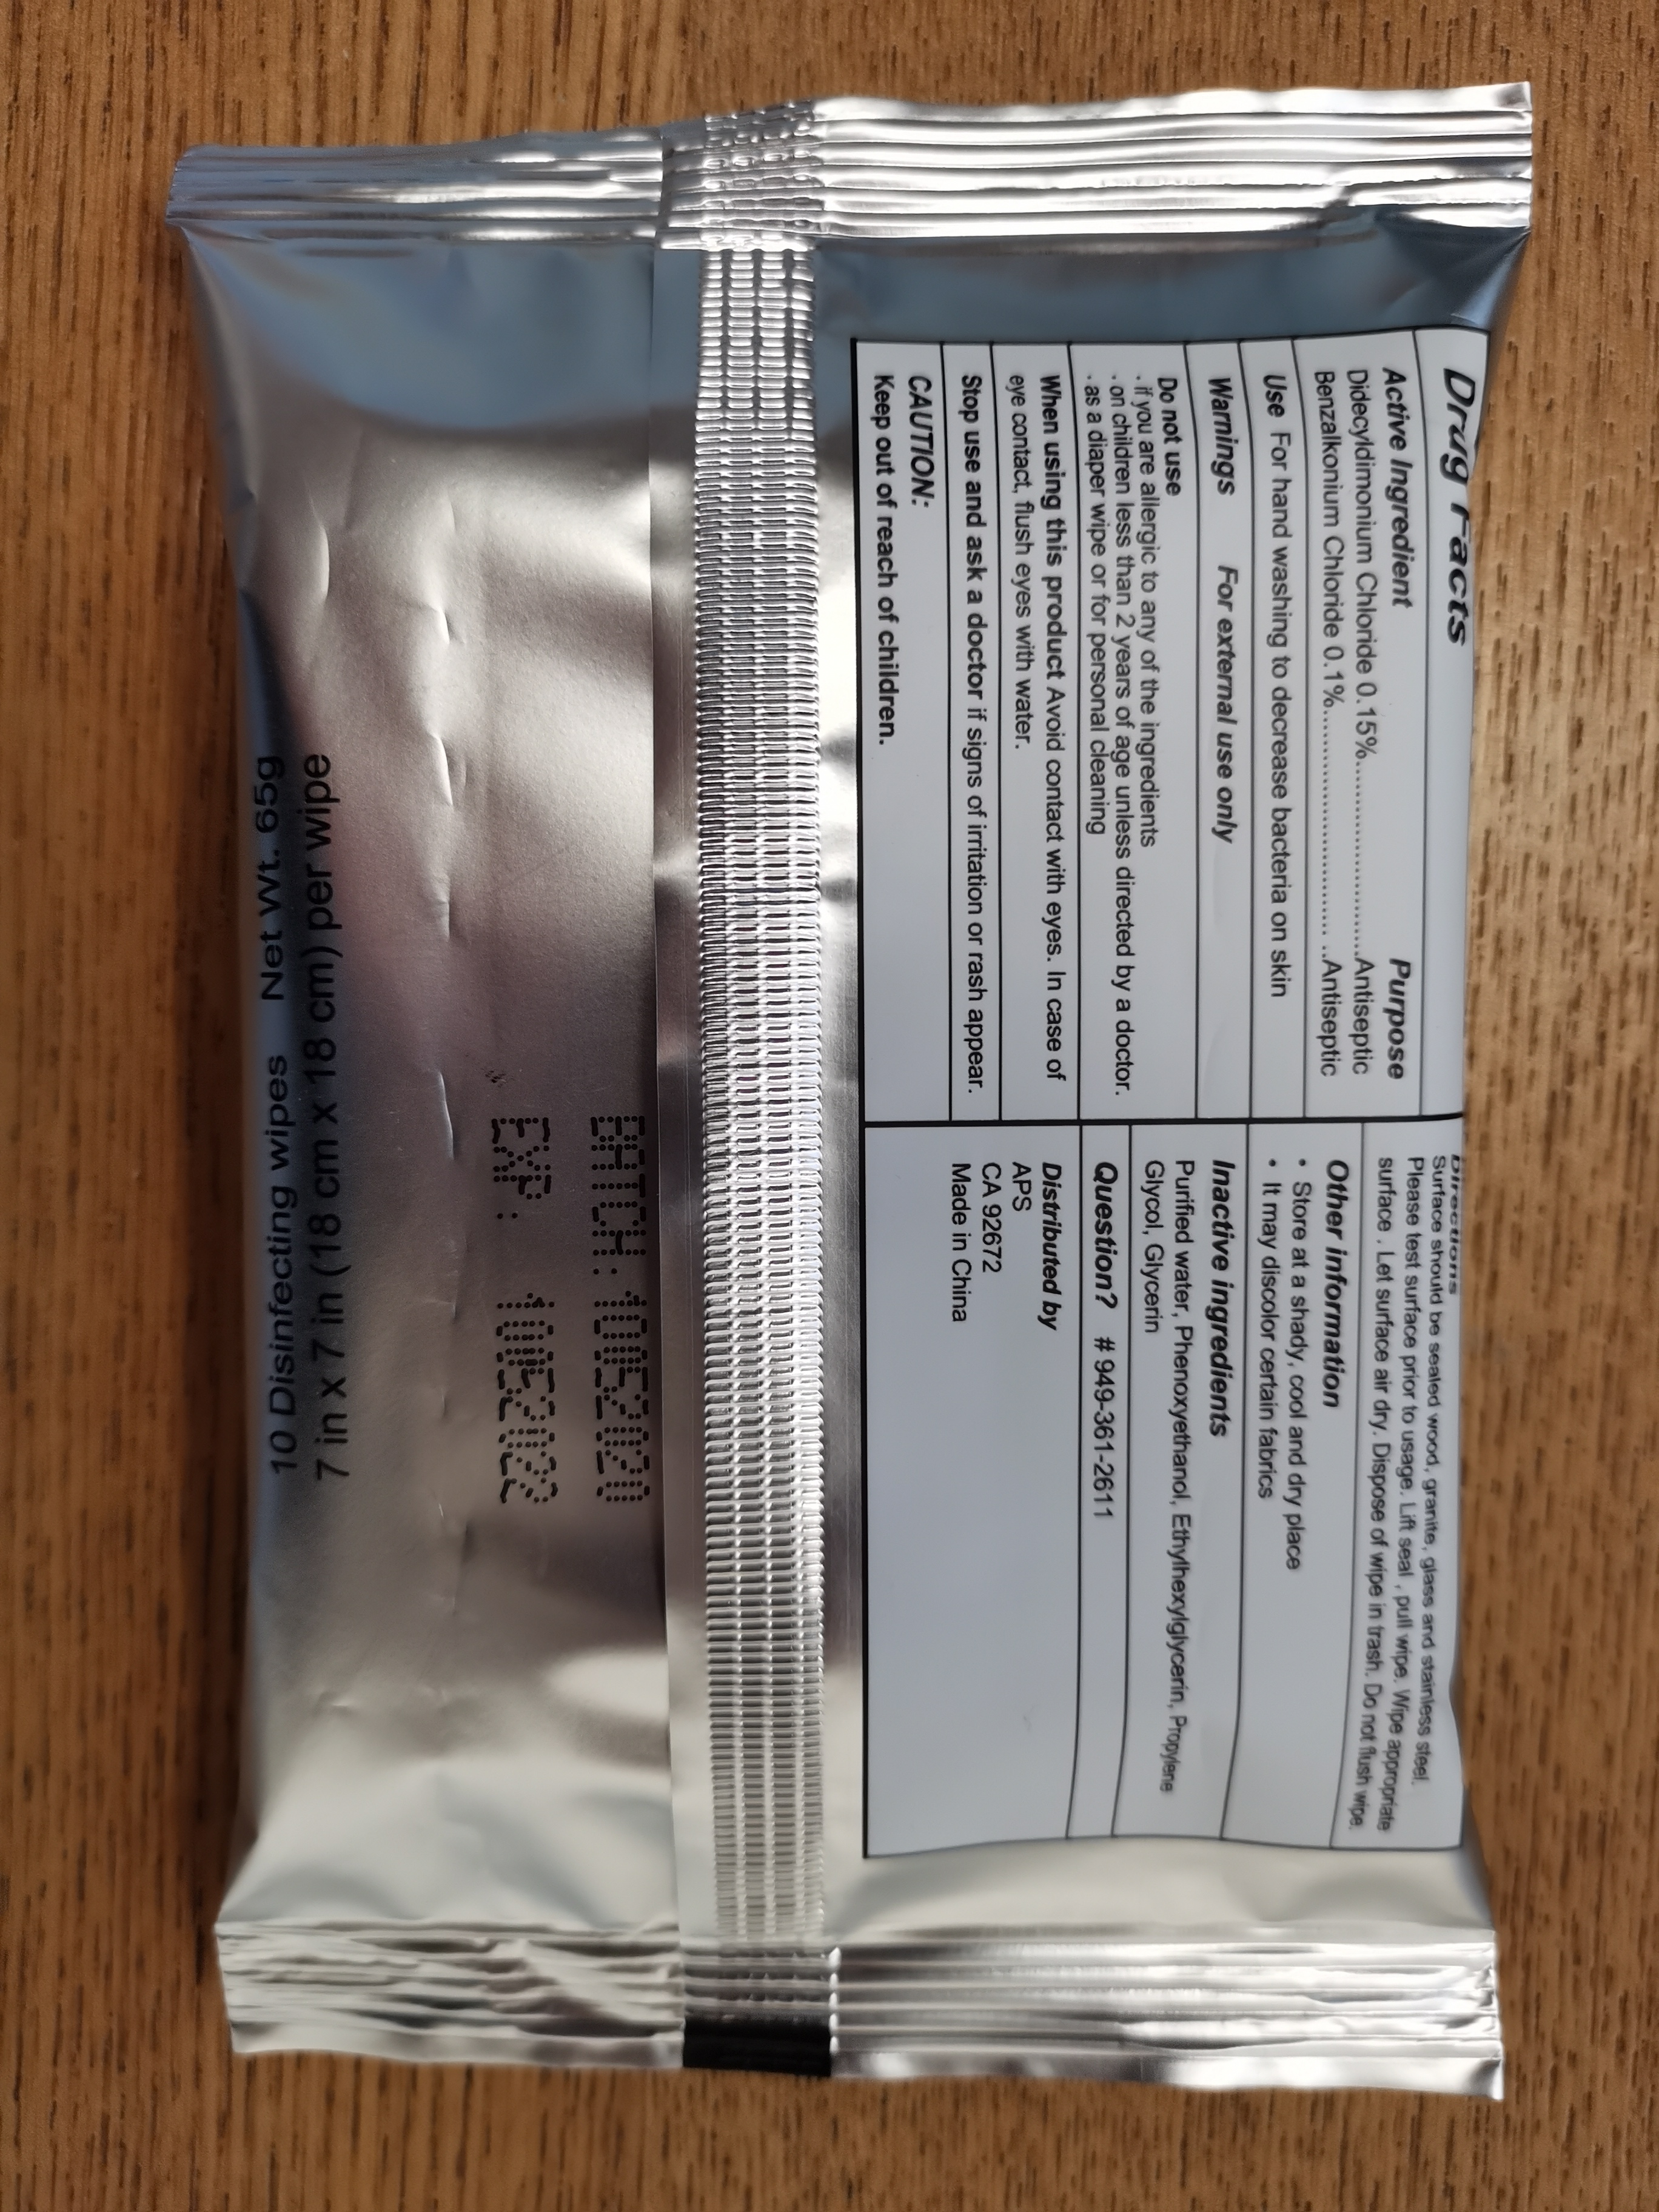 Drug Facts
Active Ingredient Purpose
Didecyldimonium Chloride 0.15%..............................Antiseptic
Benzalkonium Chloride 0.1%.................................. ..Antiseptic
Use For hand washing to decrease bacteria on skin
Warnings For external use only
Do not use
. if you are allergic to any of the ingredients
. on children less than 2 years of age unless directed by a doctor.
. as a diaper wipe or for personal cleaning
When using this product Avoid contact with eyes. In case of
eye contact, flush eyes with water.
Stop use and ask a doctor if signs of irritation or rash appear.
CAUTION:
Keep out of reach of children.
Directions
Surface should be sealed wood, granite, glass and stainless steel.
Please test surface prior to usage. Lift seal , pull wipe. Wipe appropriate
surface . Let surface air dry. Dispose of wipe in trash. Do not flush wipe.
Other information
• Store at a shady, cool and dry place
• It may discolor certain fabrics
Inactive ingredients
Purified water, Phenoxyethanol, Ethylhexylglycerin, Propylene
Glycol, Glycerin
Question? # 949-361-2611
Distributed by
APS
CA 92672
Made in China
BATCH:10052020
EXP: 10052022
10 Disinfecting wipes Net Wt. 65g
7 in x 7 in (18 cm x 18 cm) per wipe